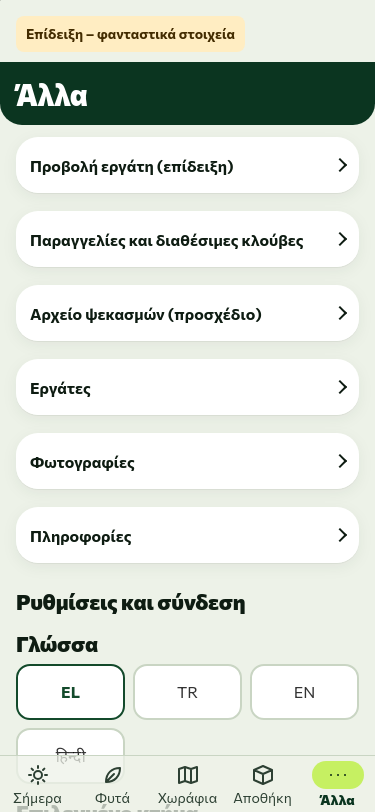 Επίδειξη – φανταστικά στοιχεία
Άλλα
Προβολή εργάτη (επίδειξη)
Παραγγελίες και διαθέσιμες κλούβες
Αρχείο ψεκασμών (προσχέδιο)
Εργάτες
Φωτογραφίες
Πληροφορίες
Ρυθμίσεις και σύνδεση
Γλώσσα
EL TR EN
हिन्दी
Σήμερα Φυτά Χωράφια Αποθήκη Άλλα